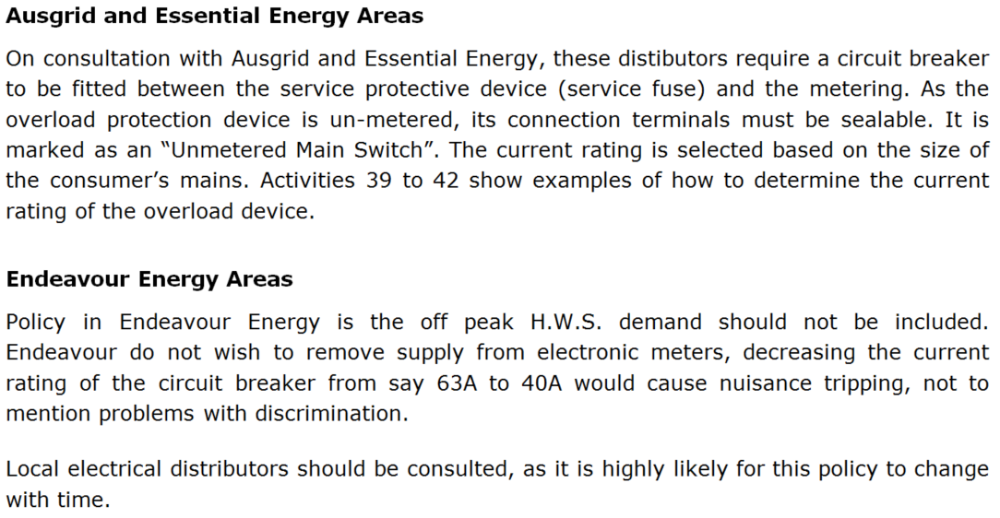 Ausgrid and Essential Energy Areas
On consultation with Ausgrid and Essential Energy, these distibutors require a circuit breaker
to be fitted between the service protective device (service fuse) and the metering. As the
overload protection device is un-metered, its connection terminals must be sealable. It is
marked as an “Unmetered Main Switch”. The current rating is selected based on the size of
the consumer’s mains. Activities 39 to 42 show examples of how to determine the current
rating of the overload device.
Endeavour Energy Areas
Policy in Endeavour Energy is the off peak H.W.S. demand should not be included.
Endeavour do not wish to remove supply from electronic meters, decreasing the current
rating of the circuit breaker from say 63A to 40A would cause nuisance tripping, not to
mention problems with discrimination.
Local electrical distributors should be consulted, as it is highly likely for this policy to change
with time.